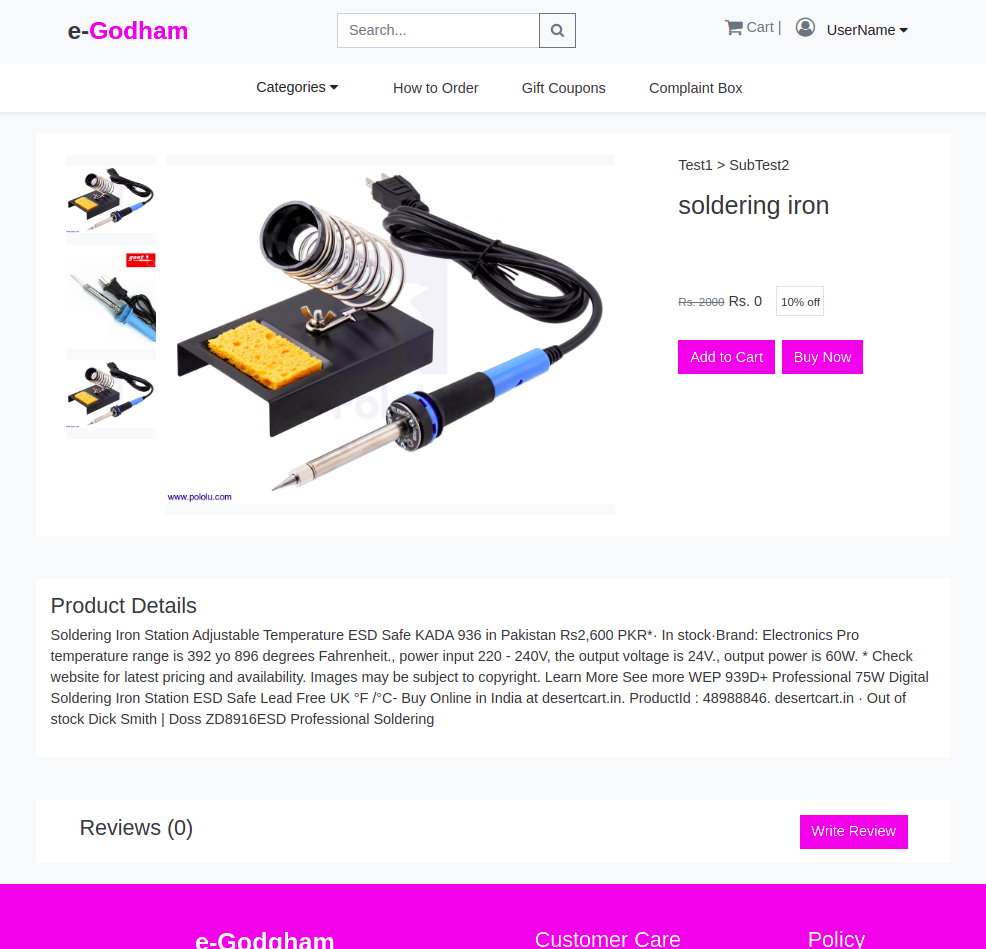 e-Godham
Search...
Cart |
UserName
Categories
How to Order
Gift Coupons
Complaint Box
Test1 > SubTest2
soldering iron
Rs. 2000 Rs. 0 10% off
Add to Cart
Buy Now
www.pololu.com
Product Details
Soldering Iron Station Adjustable Temperature ESD Safe KADA 936 in Pakistan Rs2,600 PKR*· In stock·Brand: Electronics Pro
temperature range is 392 yo 896 degrees Fahrenheit., power input 220 - 240V, the output voltage is 24V., output power is 60W. * Check
website for latest pricing and availability. Images may be subject to copyright. Learn More See more WEP 939D+ Professional 75W Digital
Soldering Iron Station ESD Safe Lead Free UK °F /°C- Buy Online in India at desertcart.in. ProductId : 48988846. desertcart.in · Out of
stock Dick Smith | Doss ZD8916ESD Professional Soldering
Reviews (0)
Write Review
e-Godgham
Customer Care
Policy